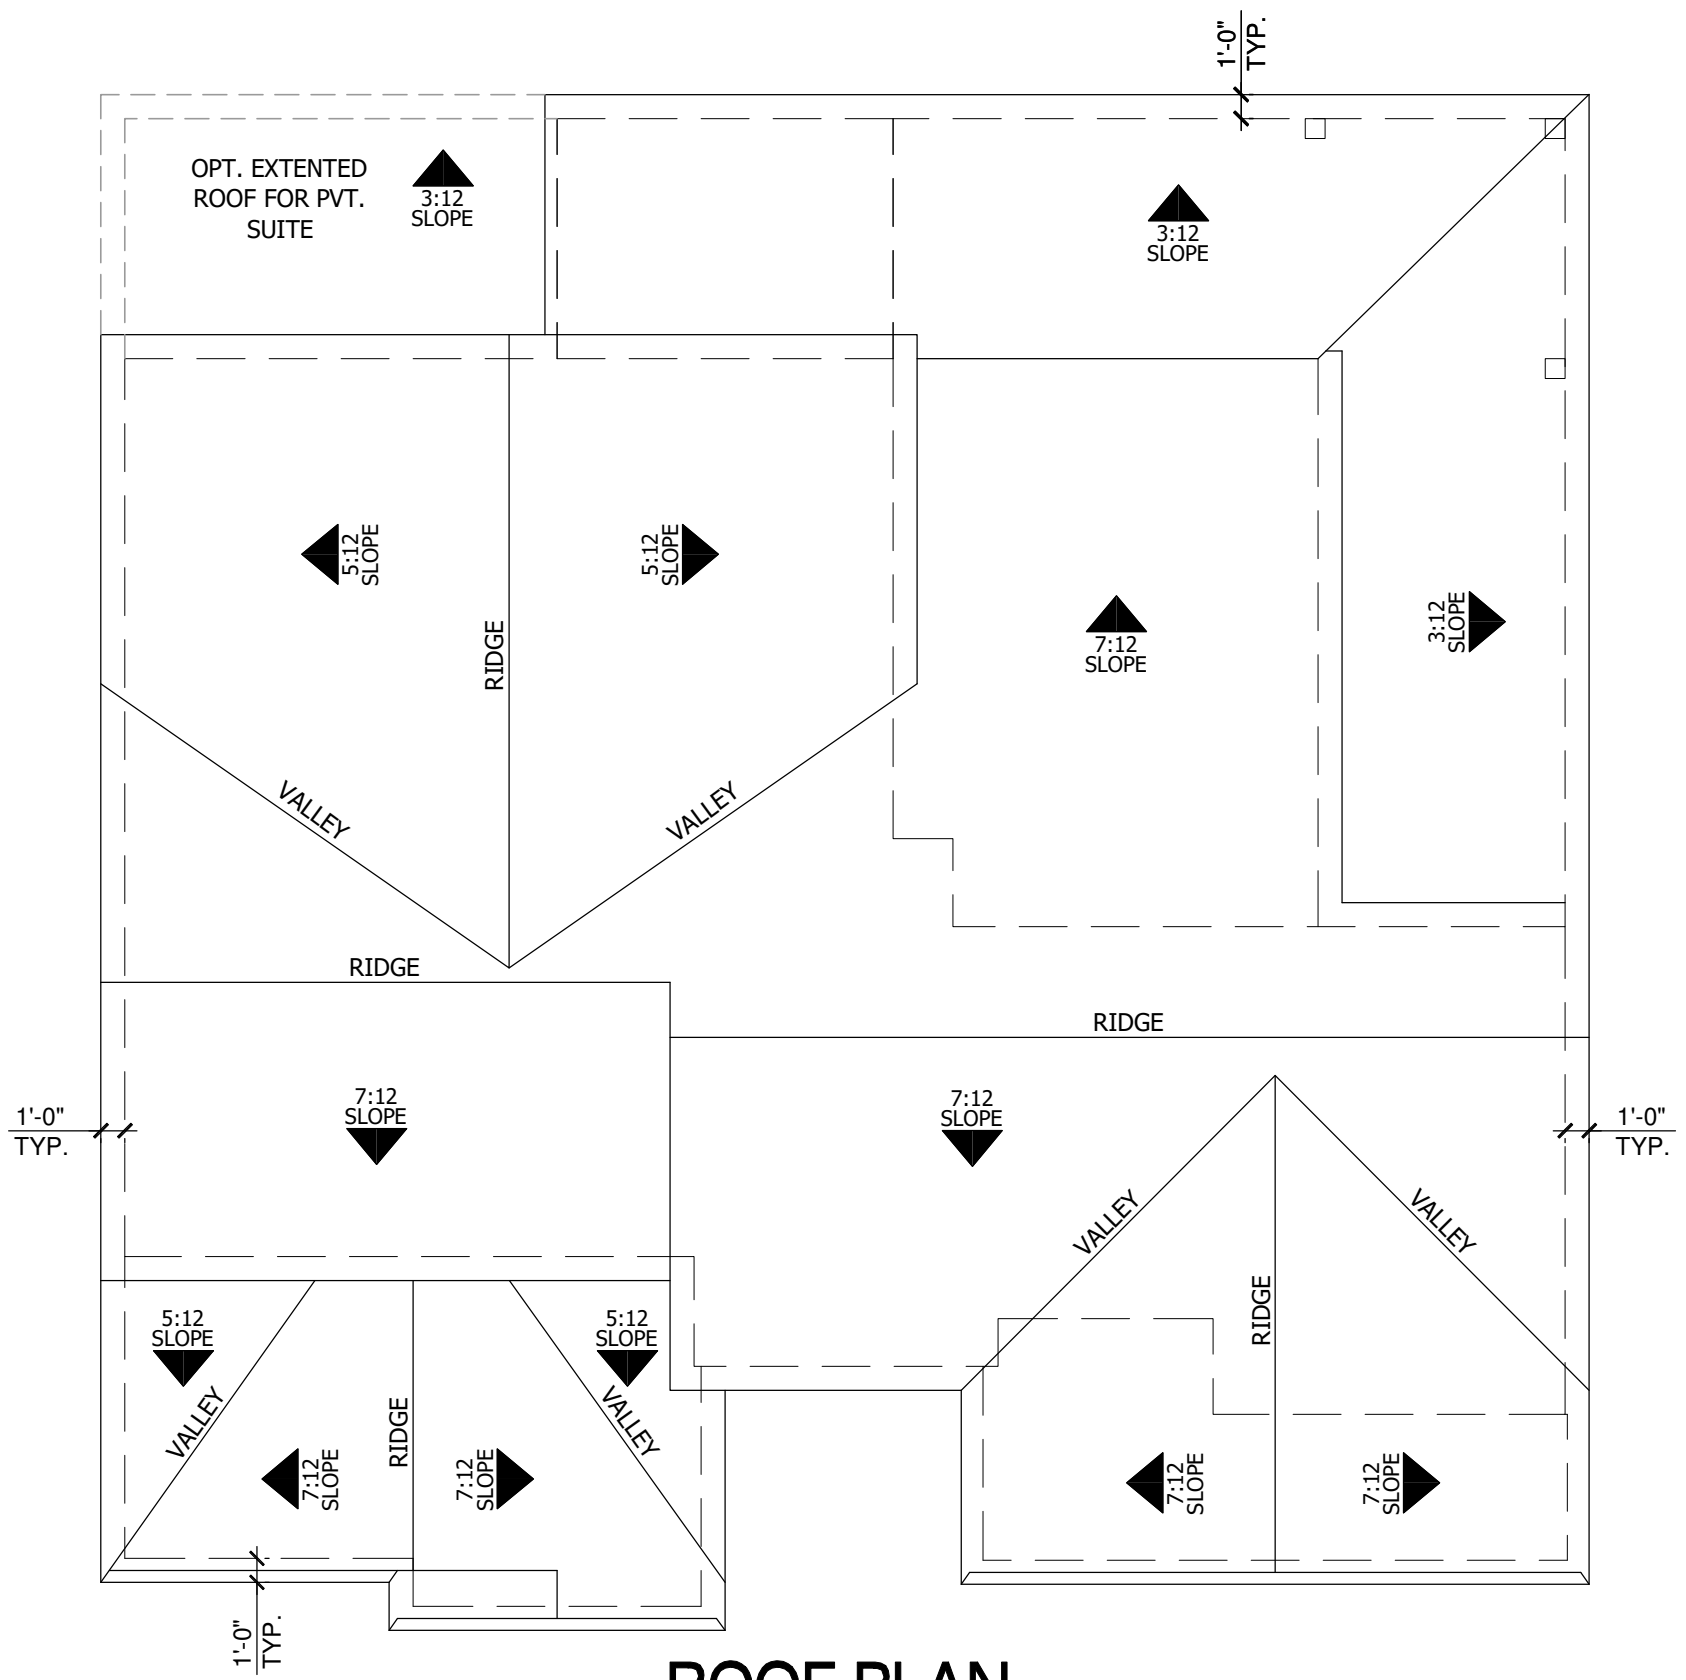 1'-0"
TYP.
OPT. EXTENTED
ROOF FOR PVT.
SUITE
3:12
SLOPE
3:12
SLOPE
5:12
SLOPE
5:12
SLOPE
RIDGE
7:12
SLOPE
3:12
SLOPE
VALLEY
VALLEY
RIDGE
RIDGE
1'-0"
TYP.
7:12
SLOPE
7:12
SLOPE
1'-0"
TYP.
VALLEY
VALLEY
RIDGE
5:12
SLOPE
5:12
SLOPE
VALLEY
RIDGE
VALLEY
7:12
SLOPE
7:12
SLOPE
7:12
SLOPE
7:12
SLOPE
1'-0"
TYP.
ROOF PLAN